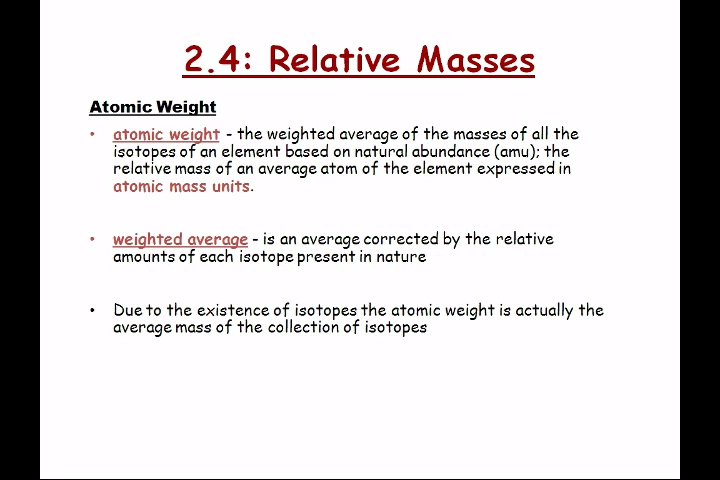 2.4: Relative Masses
Atomic Weight
• atomic weight - the weighted average of the masses of all the
isotopes of an element based on natural abundance (amu); the
relative mass of an average atom of the element expressed in
atomic mass units.
• weighted average - is an average corrected by the relative
amounts of each isotope present in nature
• Due to the existence of isotopes the atomic weight is actually the
average mass of the collection of isotopes